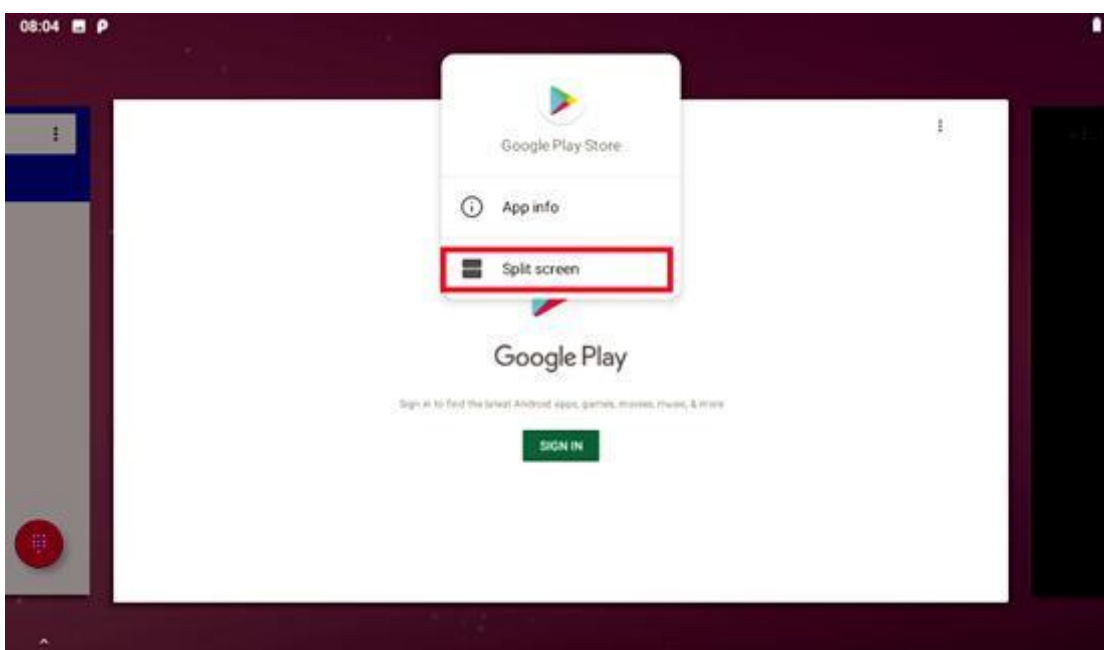 08:04
Google Play Store
App info
Split screen
Google Play
Sign in to find the latest Android apps, games, movies, music, & more
SIGN IN